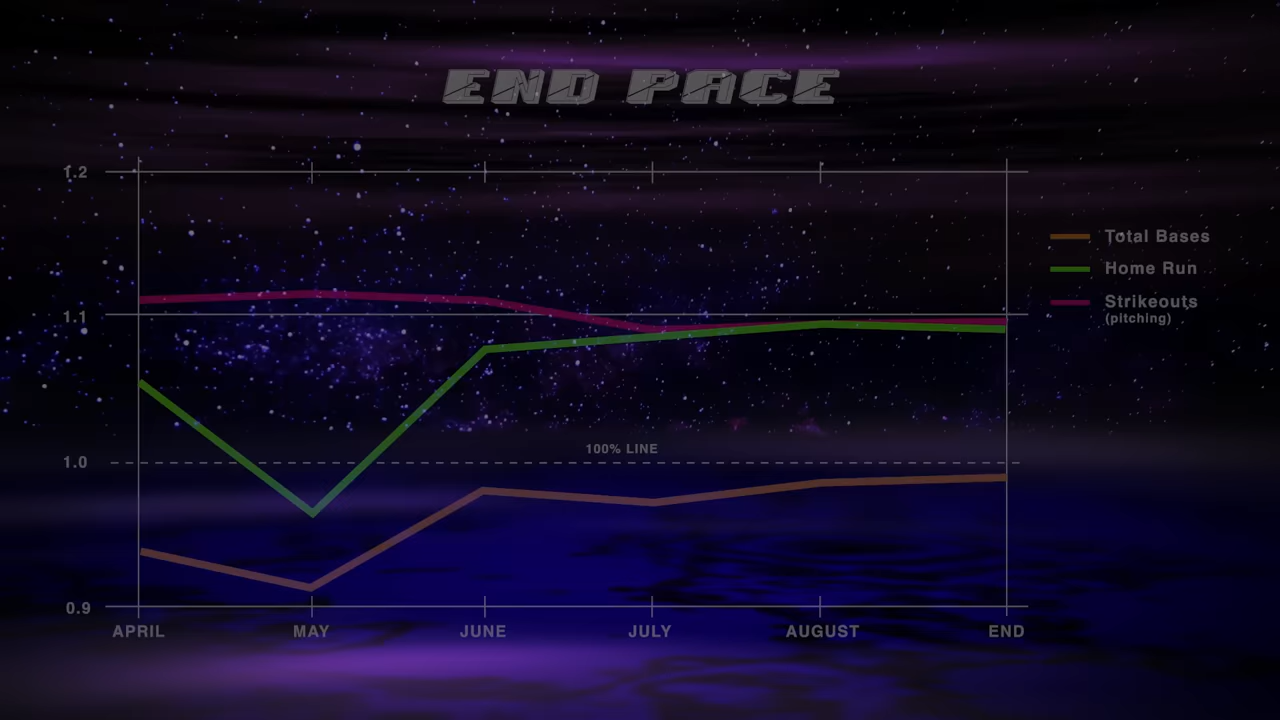 END PACE
1.2
Total Bases
Home Run
Strikeouts
(pitching)
1.1
100% LINE
1.0
0.9
APRIL MAY JUNE JULY AUGUST END